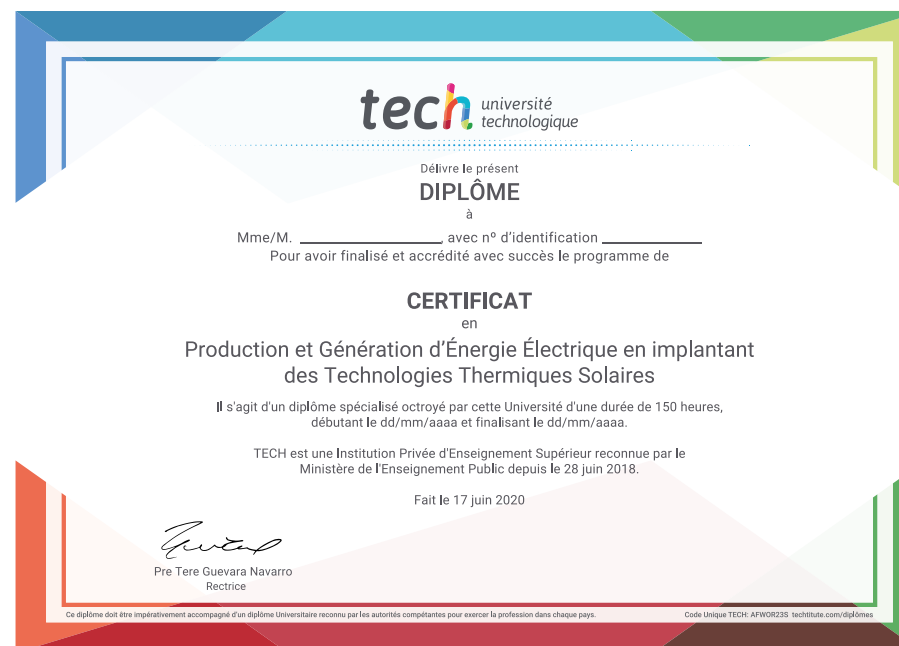 tech université
technologique
Délivre le présent
DIPLÔME
à
Mme/M. ____________________, avec nº d'identification ______________
Pour avoir finalisé et accrédité avec succès le programme de
CERTIFICAT
en
Production et Génération d'Énergie Électrique en implantant
des Technologies Thermiques Solaires
Il s'agit d'un diplôme spécialisé octroyé par cette Université d'une durée de 150 heures,
débutant le dd/mm/aaaa et finalisant le dd/mm/aaaa.
TECH est une Institution Privée d'Enseignement Supérieur reconnue par le
Ministère de l'Enseignement Public depuis le 28 juin 2018.
Fait le 17 juin 2020
Pre Tere Guevara Navarro
Rectrice
Ce diplôme doit être impérativement accompagné d'un diplôme Universitaire reconnu par les autorités compétantes pour exercer la profession dans chaque pays. Code Unique TECH: AFWOR23S techtitute.com/diplômes